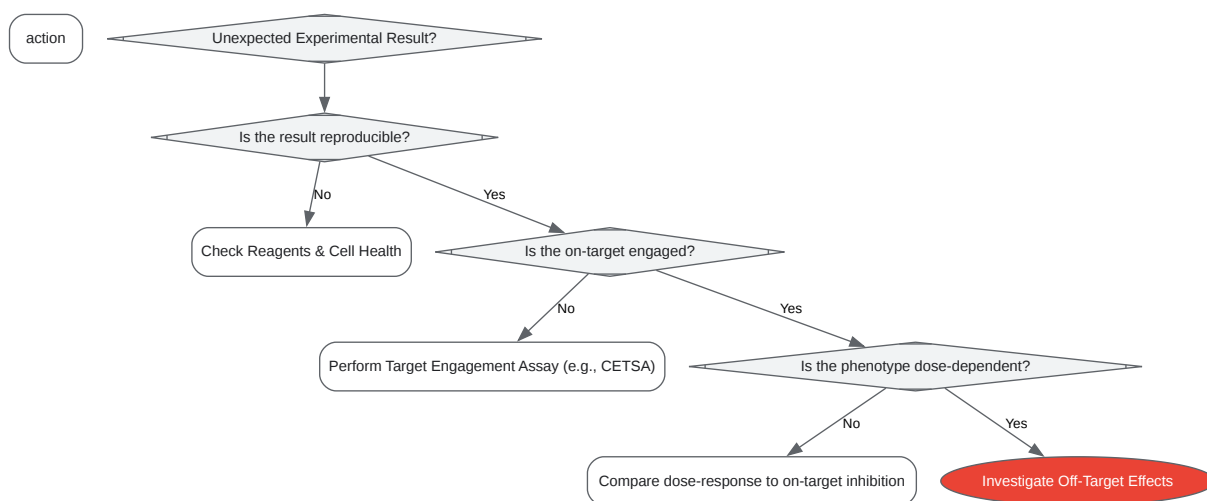 action
Unexpected Experimental Result?
Is the result reproducible?
No
Yes
Check Reagents & Cell Health
Is the on-target engaged?
No
Yes
Perform Target Engagement Assay (e.g., CETSA)
Is the phenotype dose-dependent?
No
Yes
Compare dose-response to on-target inhibition
Investigate Off-Target Effects